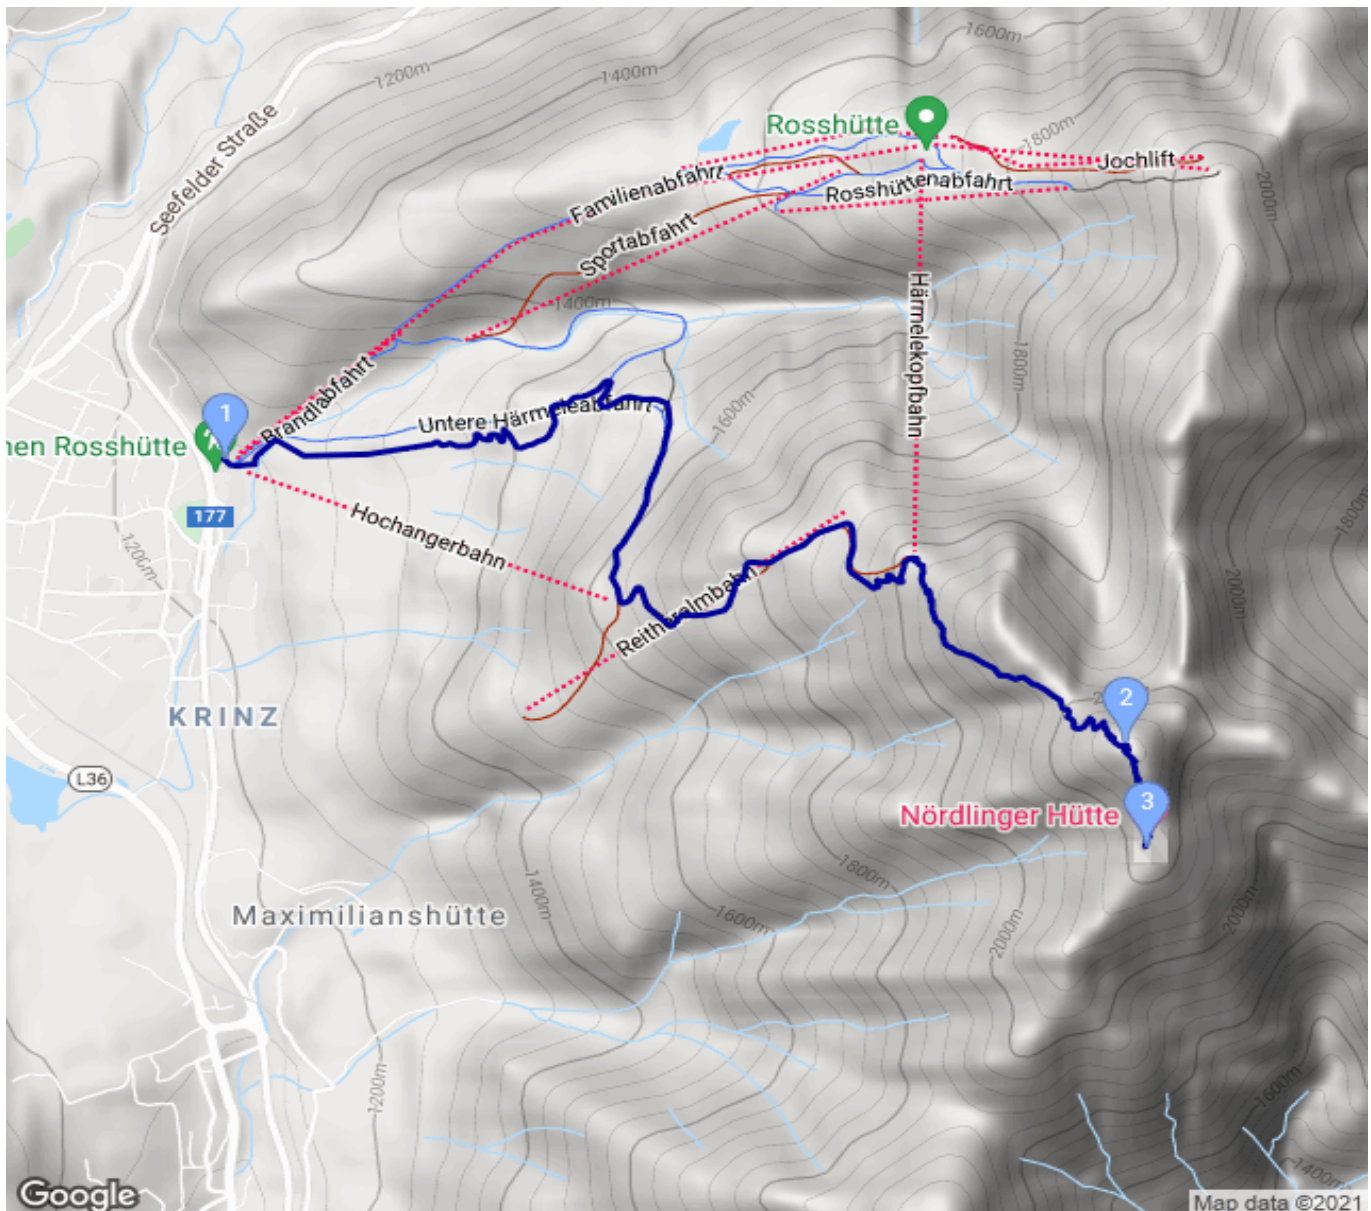 1600m
1200m
1400m
Rosshütte
1800m
Jochlift
Seefelder Straße
Familienabfahrt
Rosshüttenabfahrt
2000m
Sportabfahrt
1400m
Härmelekopfbahn
1800m
Brandlabfahrt
1
Untere Härmeleabfahrt
1600m
nen Rosshütte
177
Hochangerbahn
1800m
1200m
Reitheralmbahn
2000m
KRINZ
2
L36
3
Nördlinger Hütte
1800m
1400m
1600m
2000m
2000m
Maximilianshütte
1200m
1600m
1400m
Google
Map data ©2021